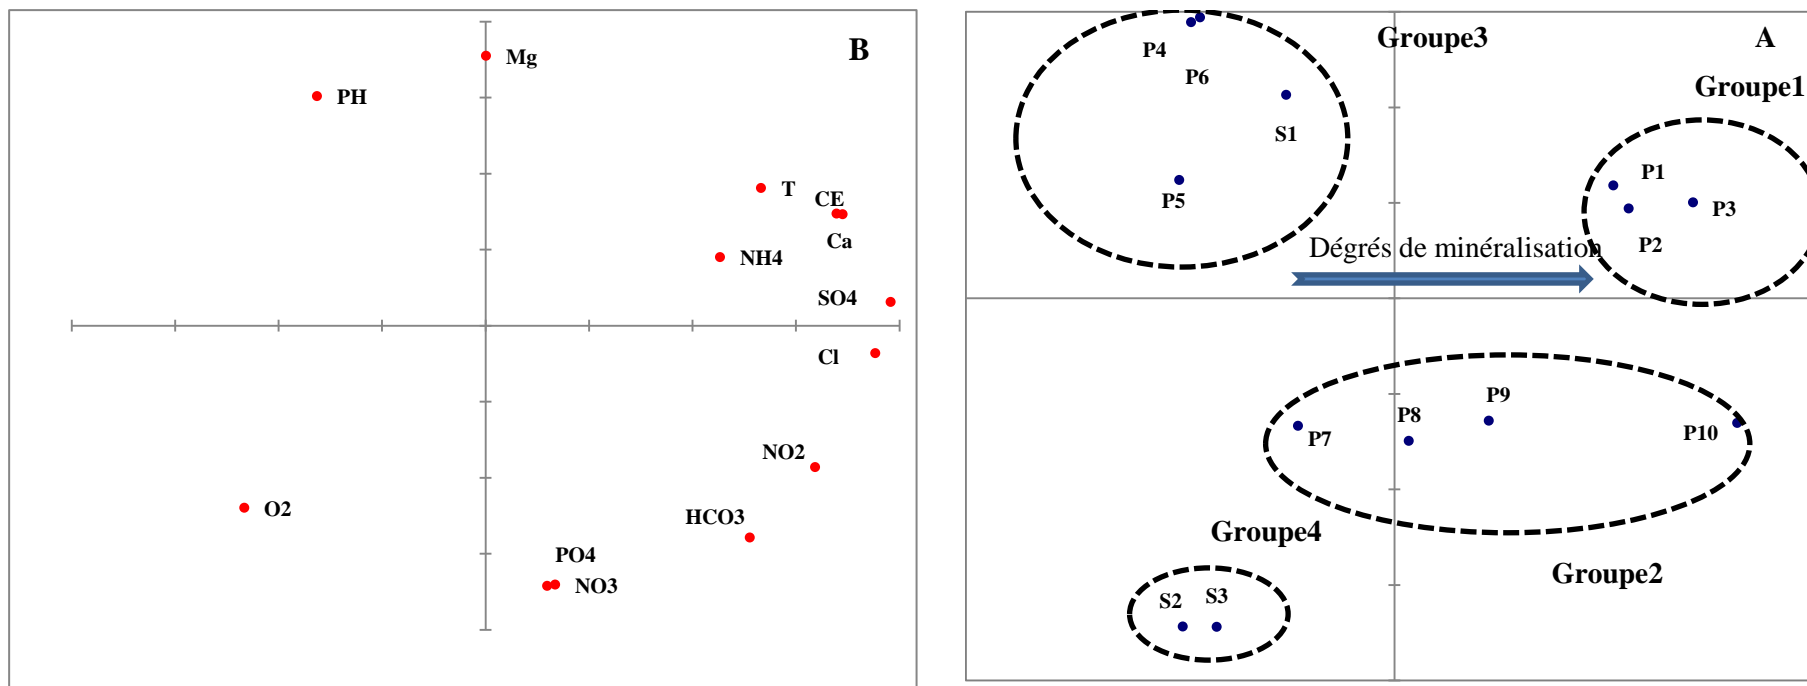 B
Mg
PH
T
CE
Ca
NH4
SO4
Cl
NO2
O2
HCO3
PO4
NO3
A
Groupe3
P4
P6
Groupe1
S1
P1
P5
P3
P2
Dégrés de minéralisation
P9
P8
P7
P10
Groupe4
Groupe2
S2
S3